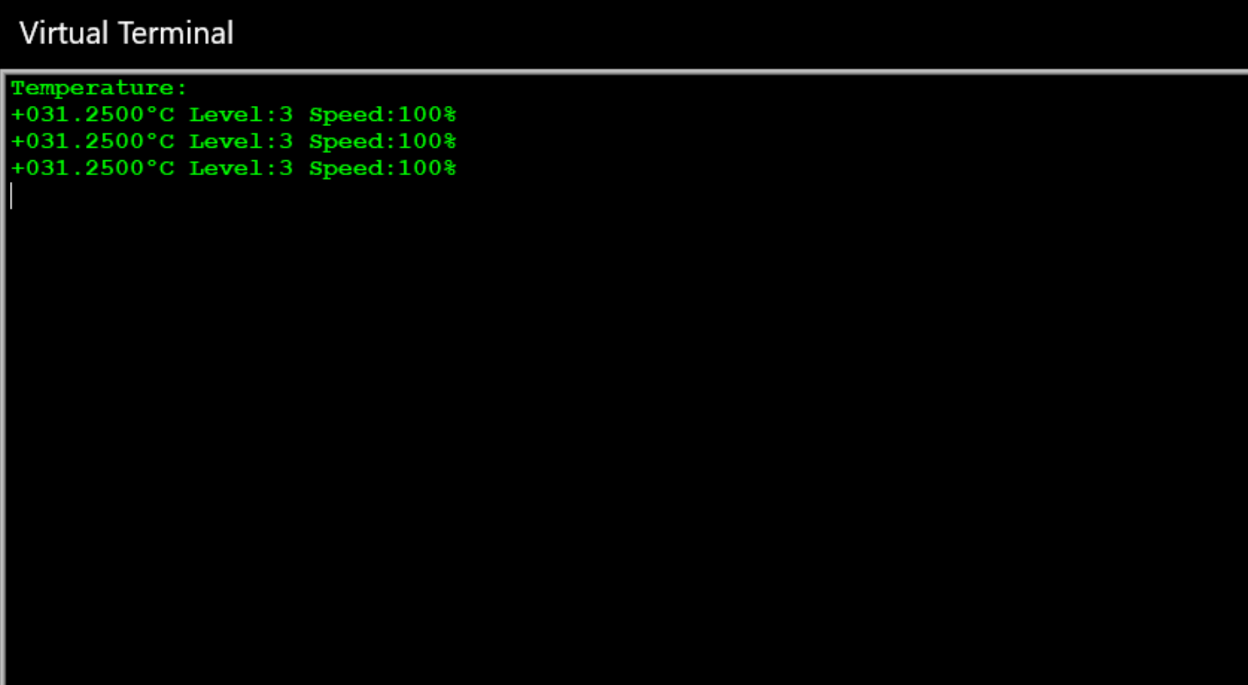 Virtual Terminal
Temperature:
+031.2500°C Level:3 Speed:100%
+031.2500°C Level:3 Speed:100%
+031.2500°C Level:3 Speed:100%